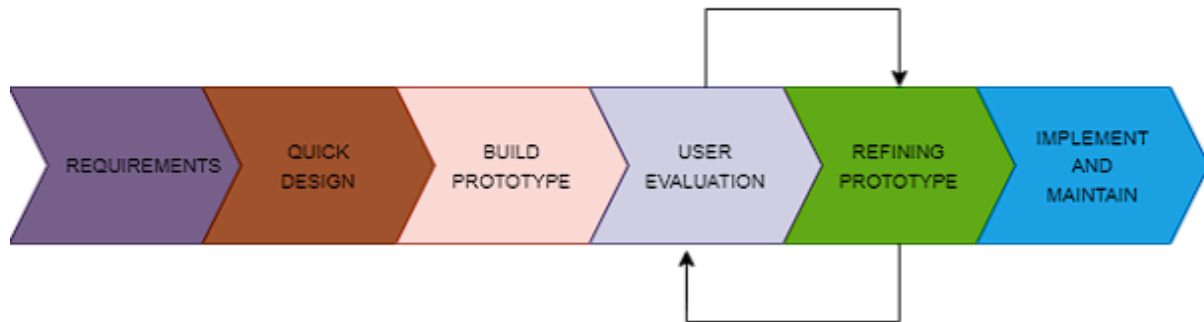 REQUIREMENTS
QUICK
DESIGN
BUILD
PROTOTYPE
USER
EVALUATION
REFINING
PROTOTYPE
IMPLEMENT
AND
MAINTAIN